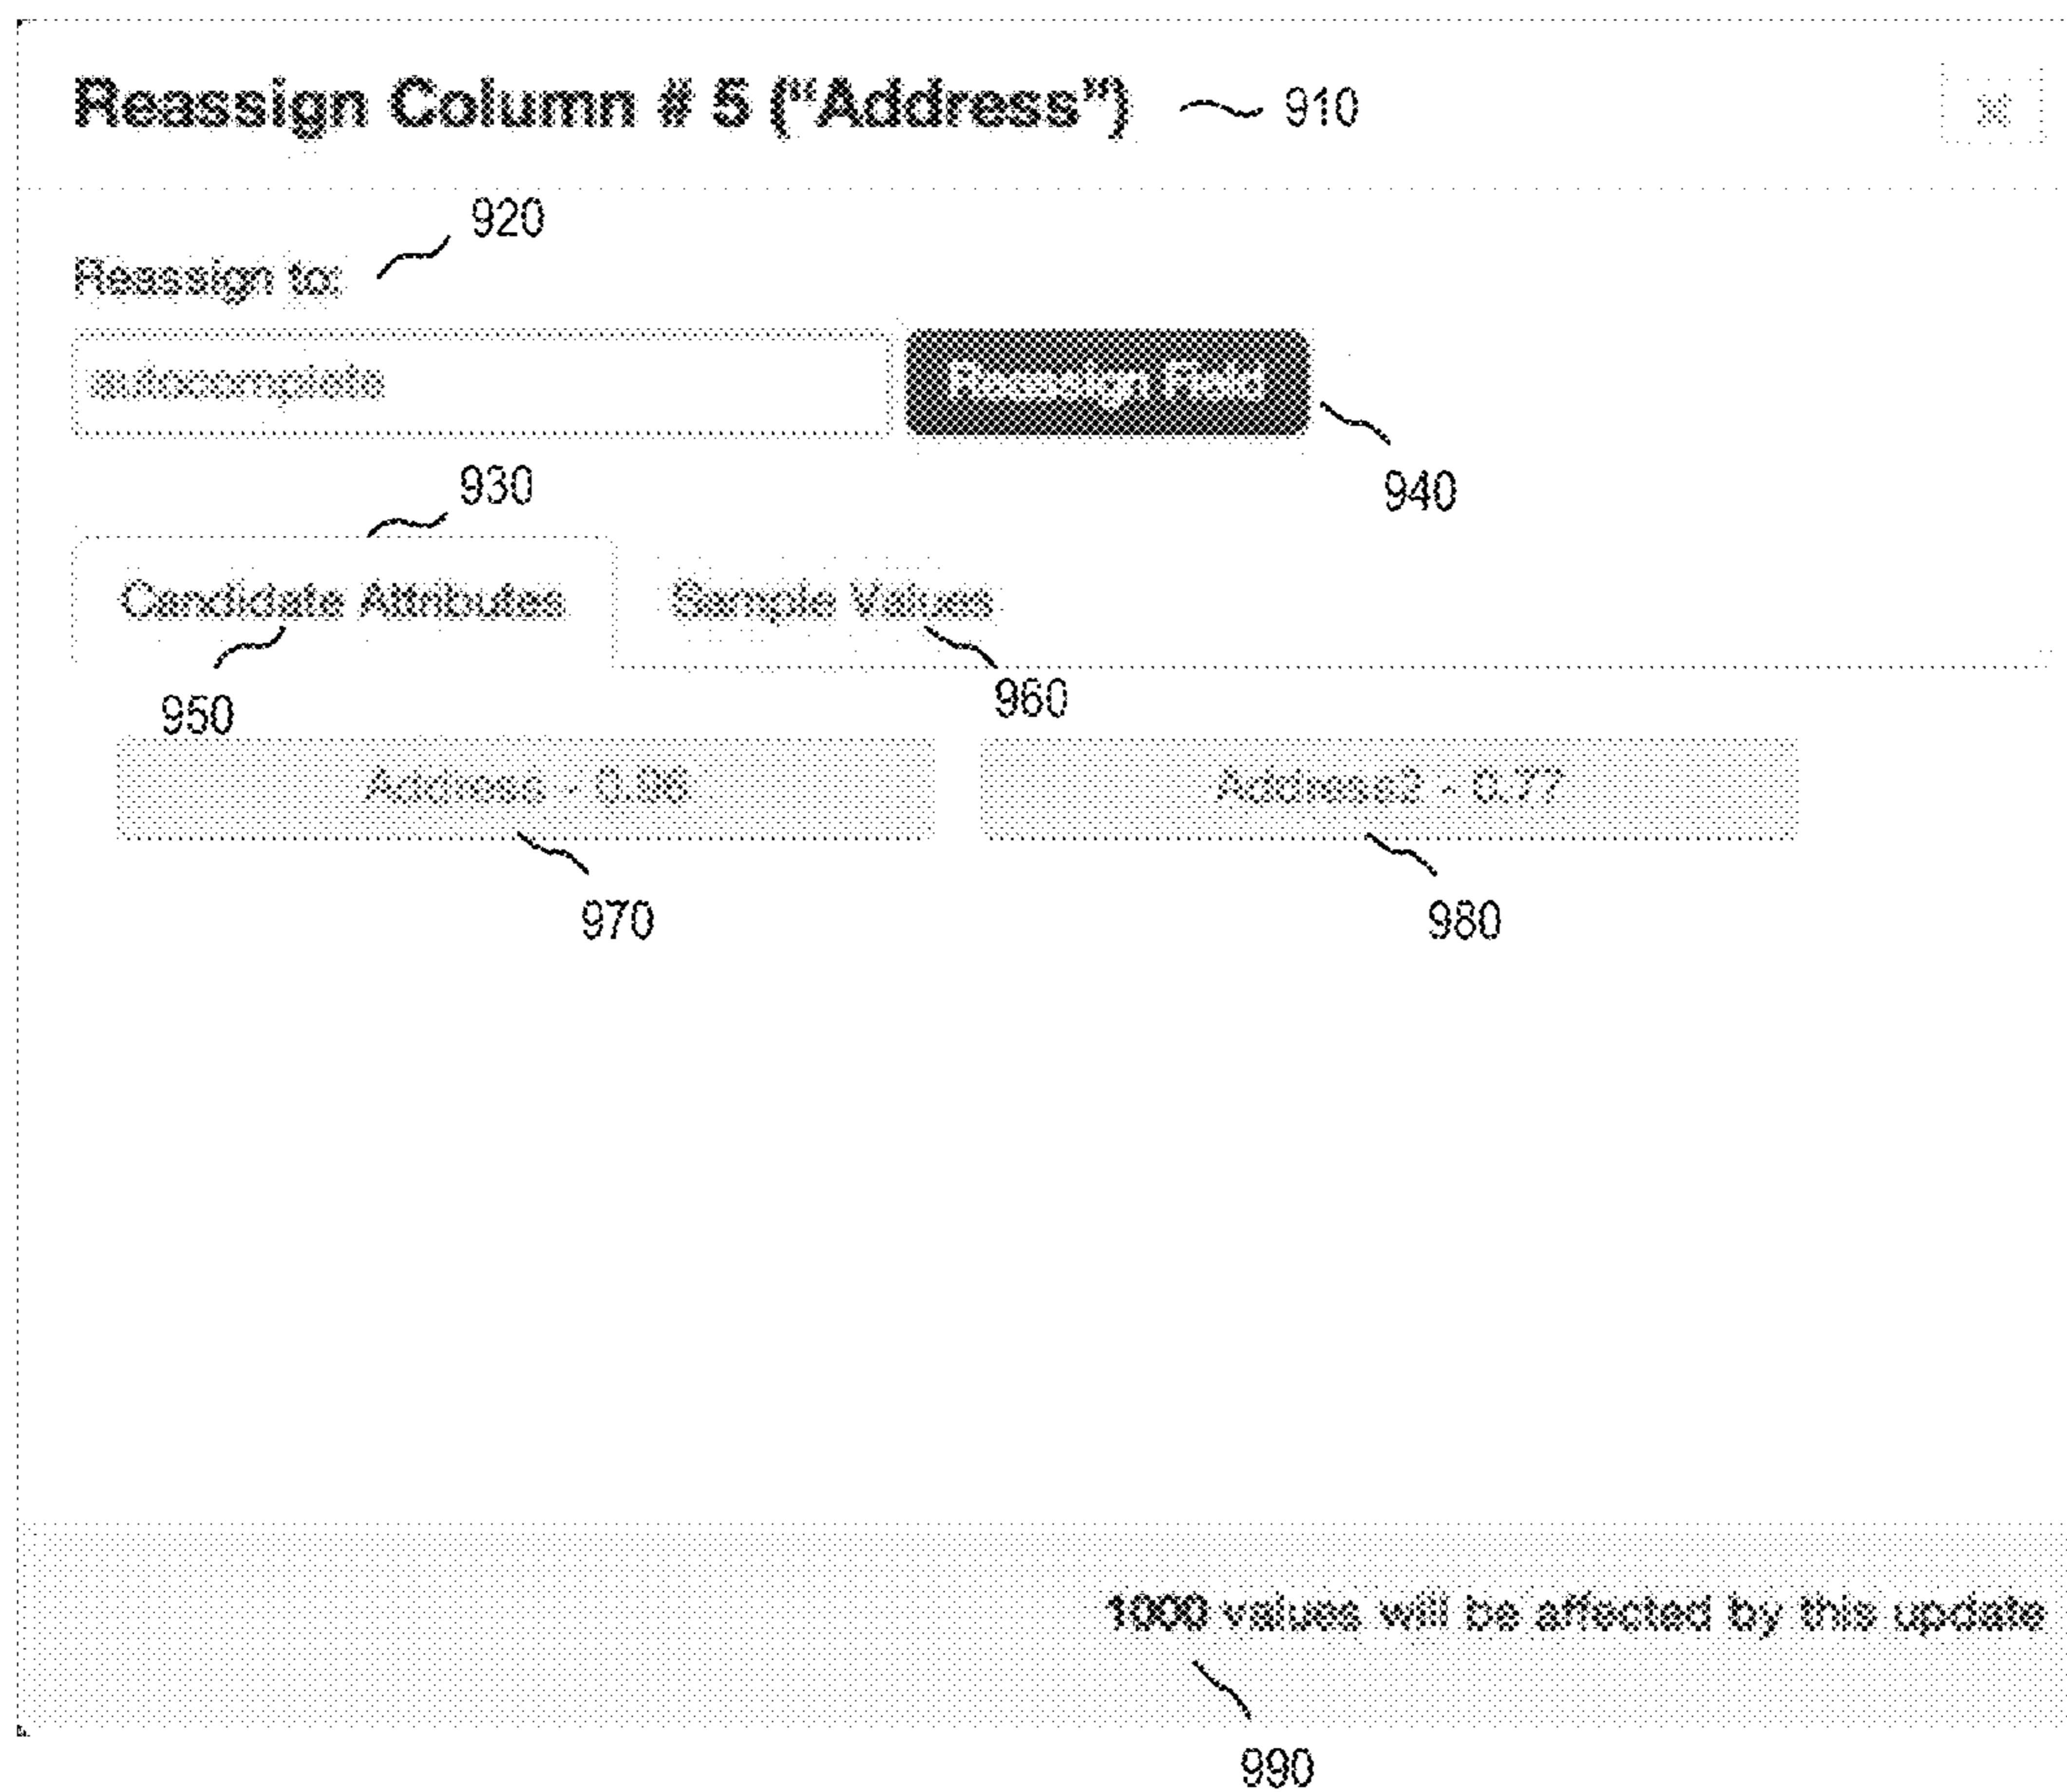 Reassign Column # 5 ("Address") 910
×
920
Reassign to:
autocomplete
Reassign Field
940
930
Candidate Attributes Sample Values
950 960
Address - 0.96 Address2 - 0.77
970 980
1000 values will be affected by this update
990